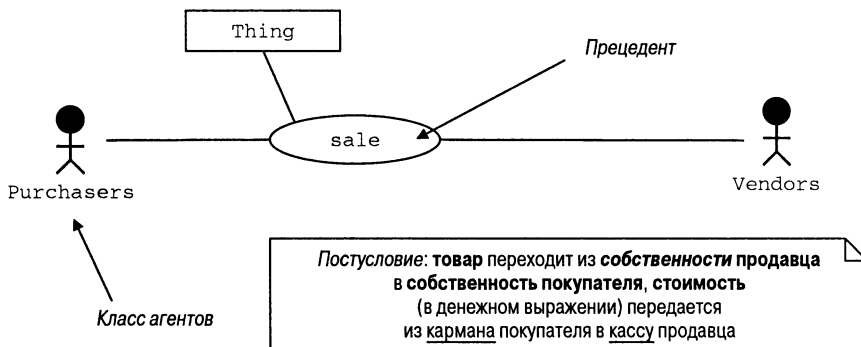 Thing
Прецедент
sale
Purchasers
Vendors
Класс агентов
Постусловие: товар переходит из собственности продавца
в собственность покупателя, стоимость
(в денежном выражении) передается
из кармана покупателя в кассу продавца